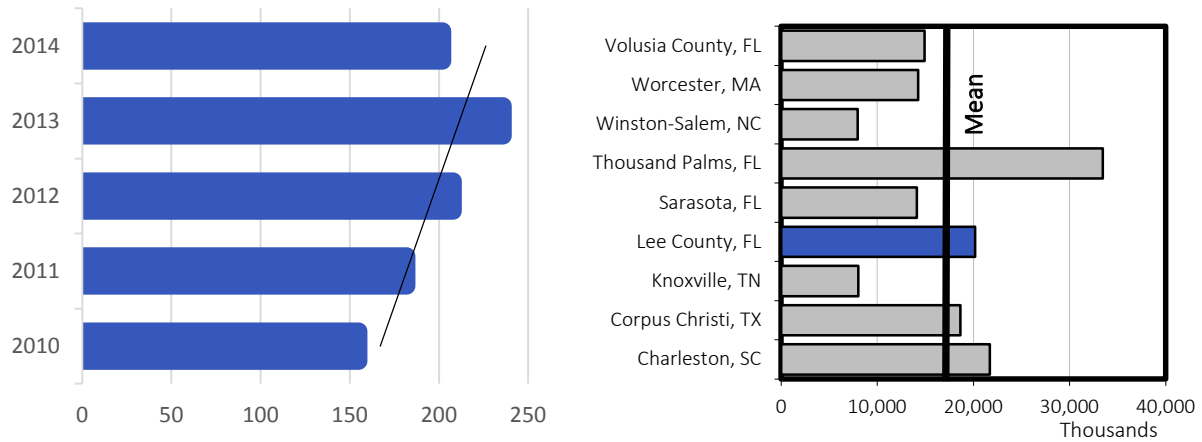 2014
2013
2012
2011
2010
0 50 100 150 200 250
Volusia County, FL
Worcester, MA
Winston-Salem, NC
Thousand Palms, FL
Sarasota, FL
Lee County, FL
Knoxville, TN
Corpus Christi, TX
Charleston, SC
Mean
0 10,000 20,000 30,000 40,000
Thousands